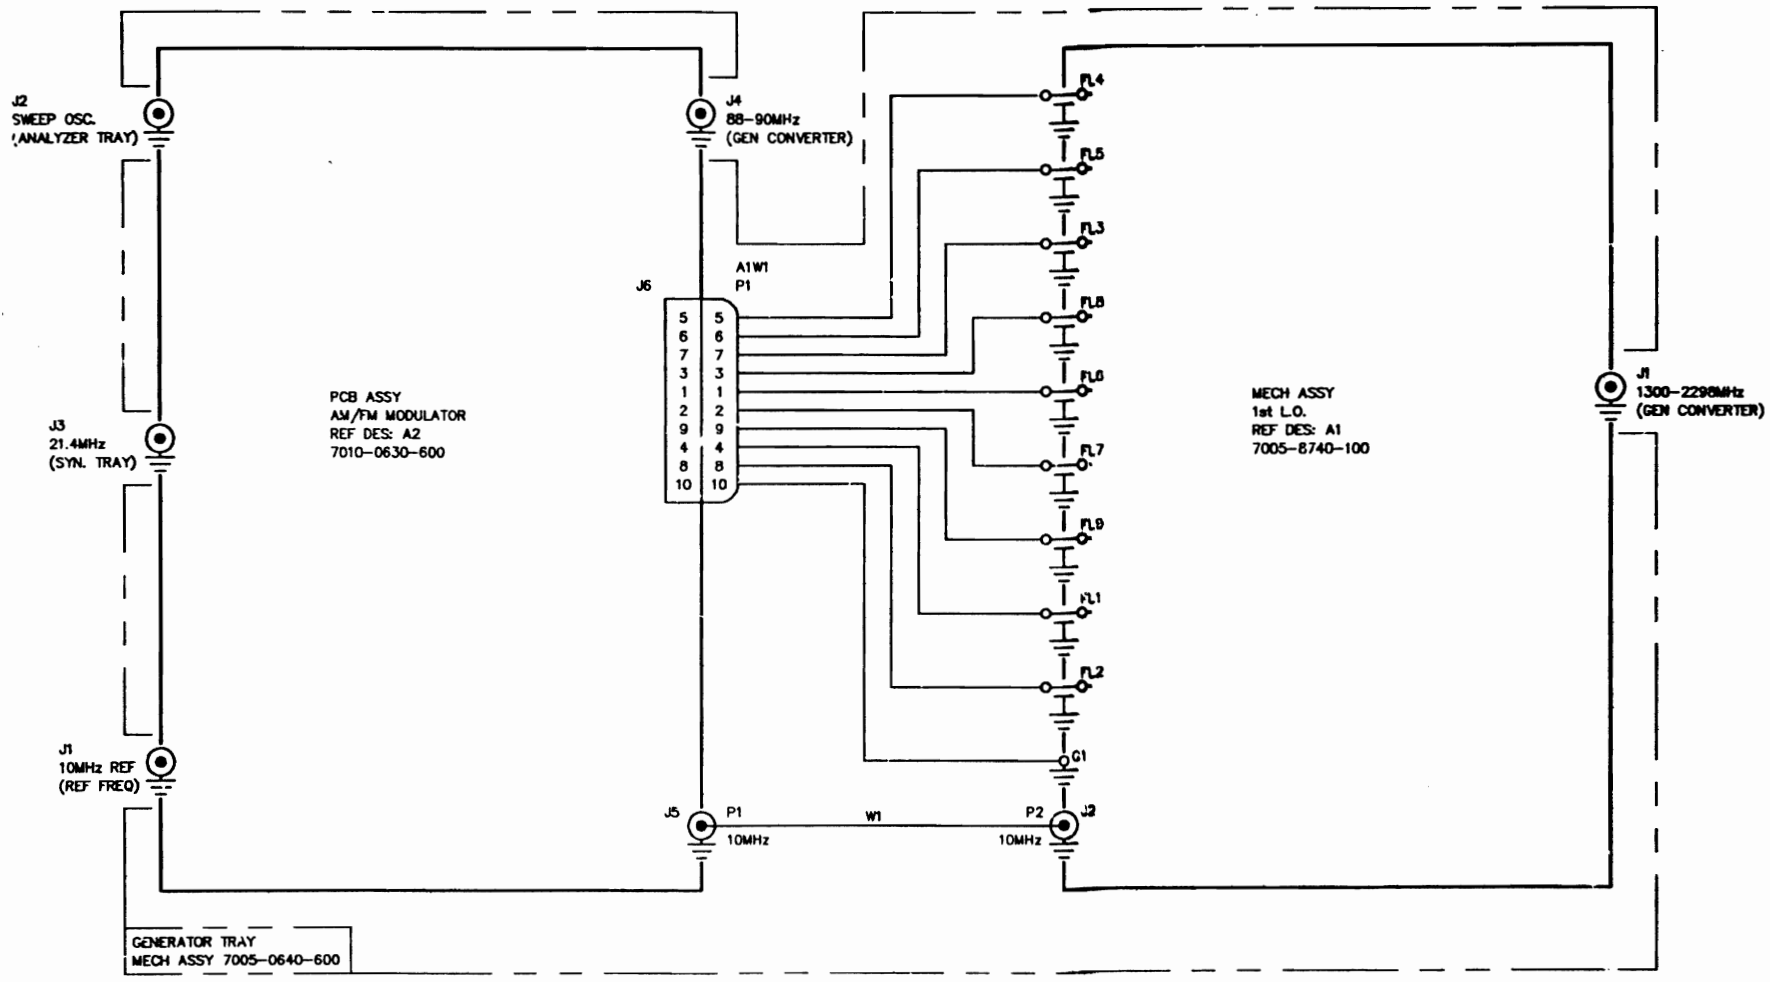 J2
SWEEP OSC.
(ANALYZER TRAY)
J4
88-90MHz
(GEN CONVERTER)
FL4
FL5
FL3
FL8
FL6
FL7
FL9
FL1
FL2
G1
A1W1
J6
P1
5 5
6 6
7 7
3 3
1 1
2 2
9 9
4 4
8 8
10 10
J3
21.4MHz
(SYN. TRAY)
PCB ASSY
AM/FM MODULATOR
REF DES: A2
7010-0630-600
MECH ASSY
1st L.O.
REF DES: A1
7005-8740-100
J1
1300-2298MHz
(GEN CONVERTER)
J1
10MHz REF
(REF FREQ)
J5 P1 W1 P2 J2
10MHz 10MHz
GENERATOR TRAY
MECH ASSY 7005-0640-600